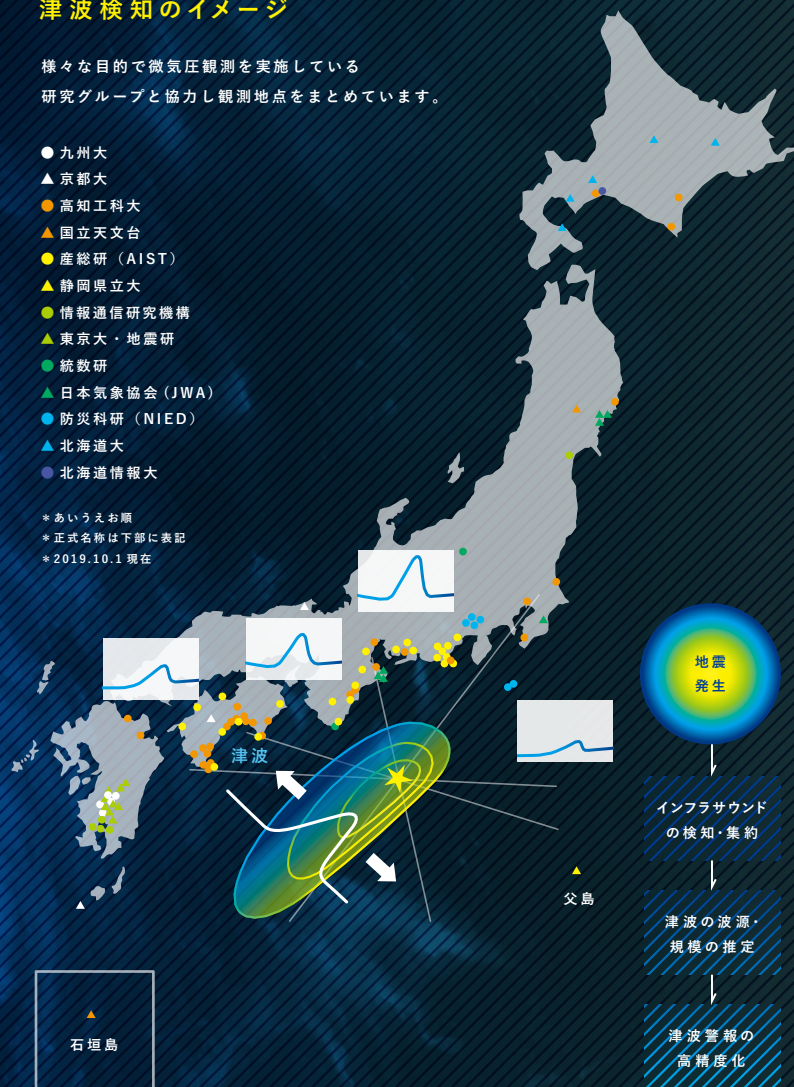 津波検知のイメージ
様々な目的で微気圧観測を実施している
研究グループと協力し観測地点をまとめています。
九州大
京都大
高知工科大
国立天文台
産総研（AIST）
静岡県立大
情報通信研究機構
東京大・地震研
統数研
日本気象協会(JWA)
防災科研（NIED）
北海道大
北海道情報大
＊あいうえお順
＊正式名称は下部に表記
＊2019.10.1 現在
津波
地震
発生
インフラサウンド
の検知・集約
父島
津波の波源・
規模の推定
石垣島
津波警報の
高精度化